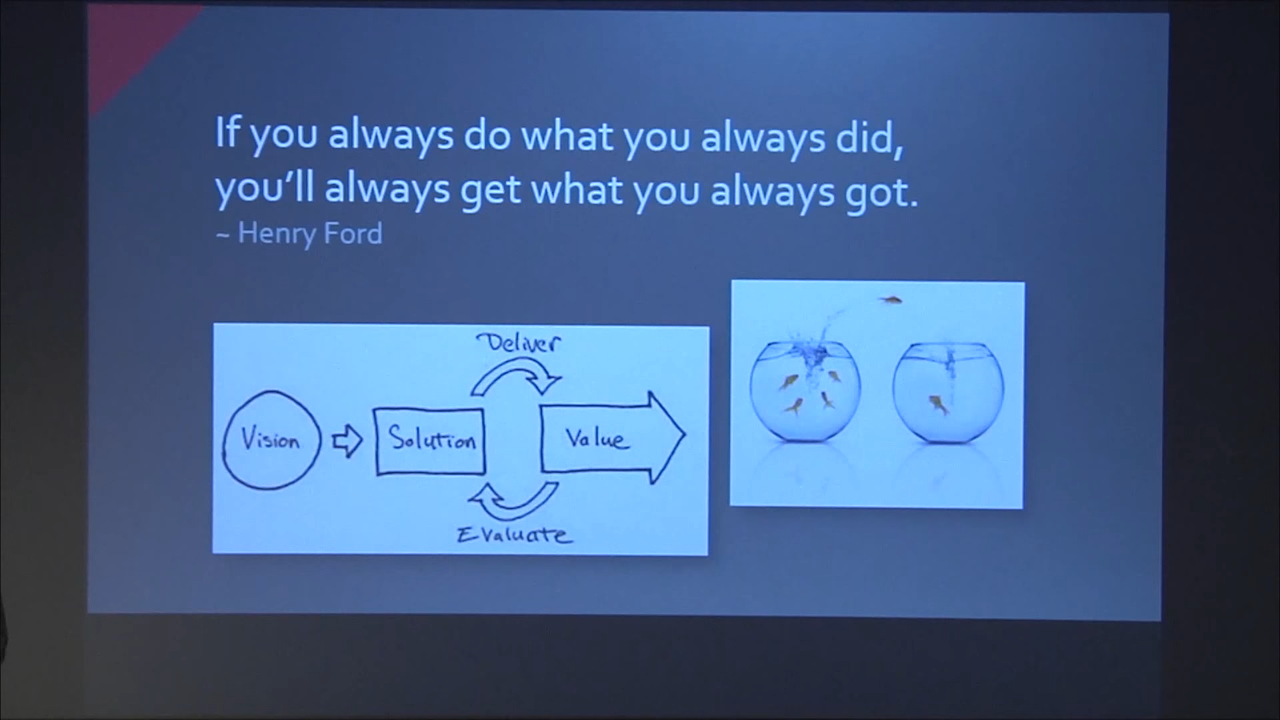 If you always do what you always did,
you'll always get what you always got.
~ Henry Ford
Deliver
Vision
Solution
Value
Evaluate